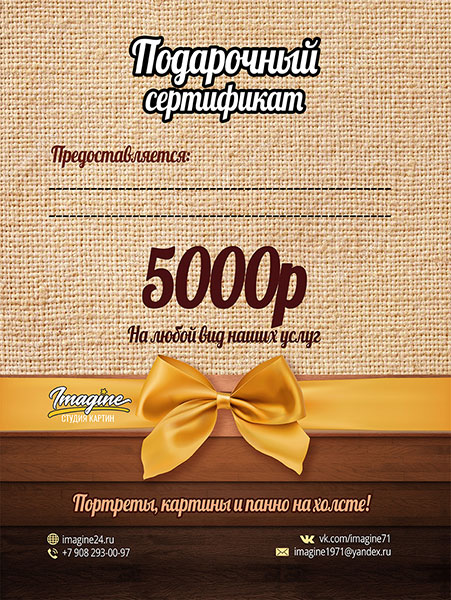 Подарочный
сертификат
Предоставляется:
5000р
На любой вид наших услуг
Imagine
СТУДИЯ КАРТИН
Портреты, картины и панно на холсте!
imagine24.ru
vk.com/imagine71
+7 908 293-00-97
imagine1971@yandex.ru